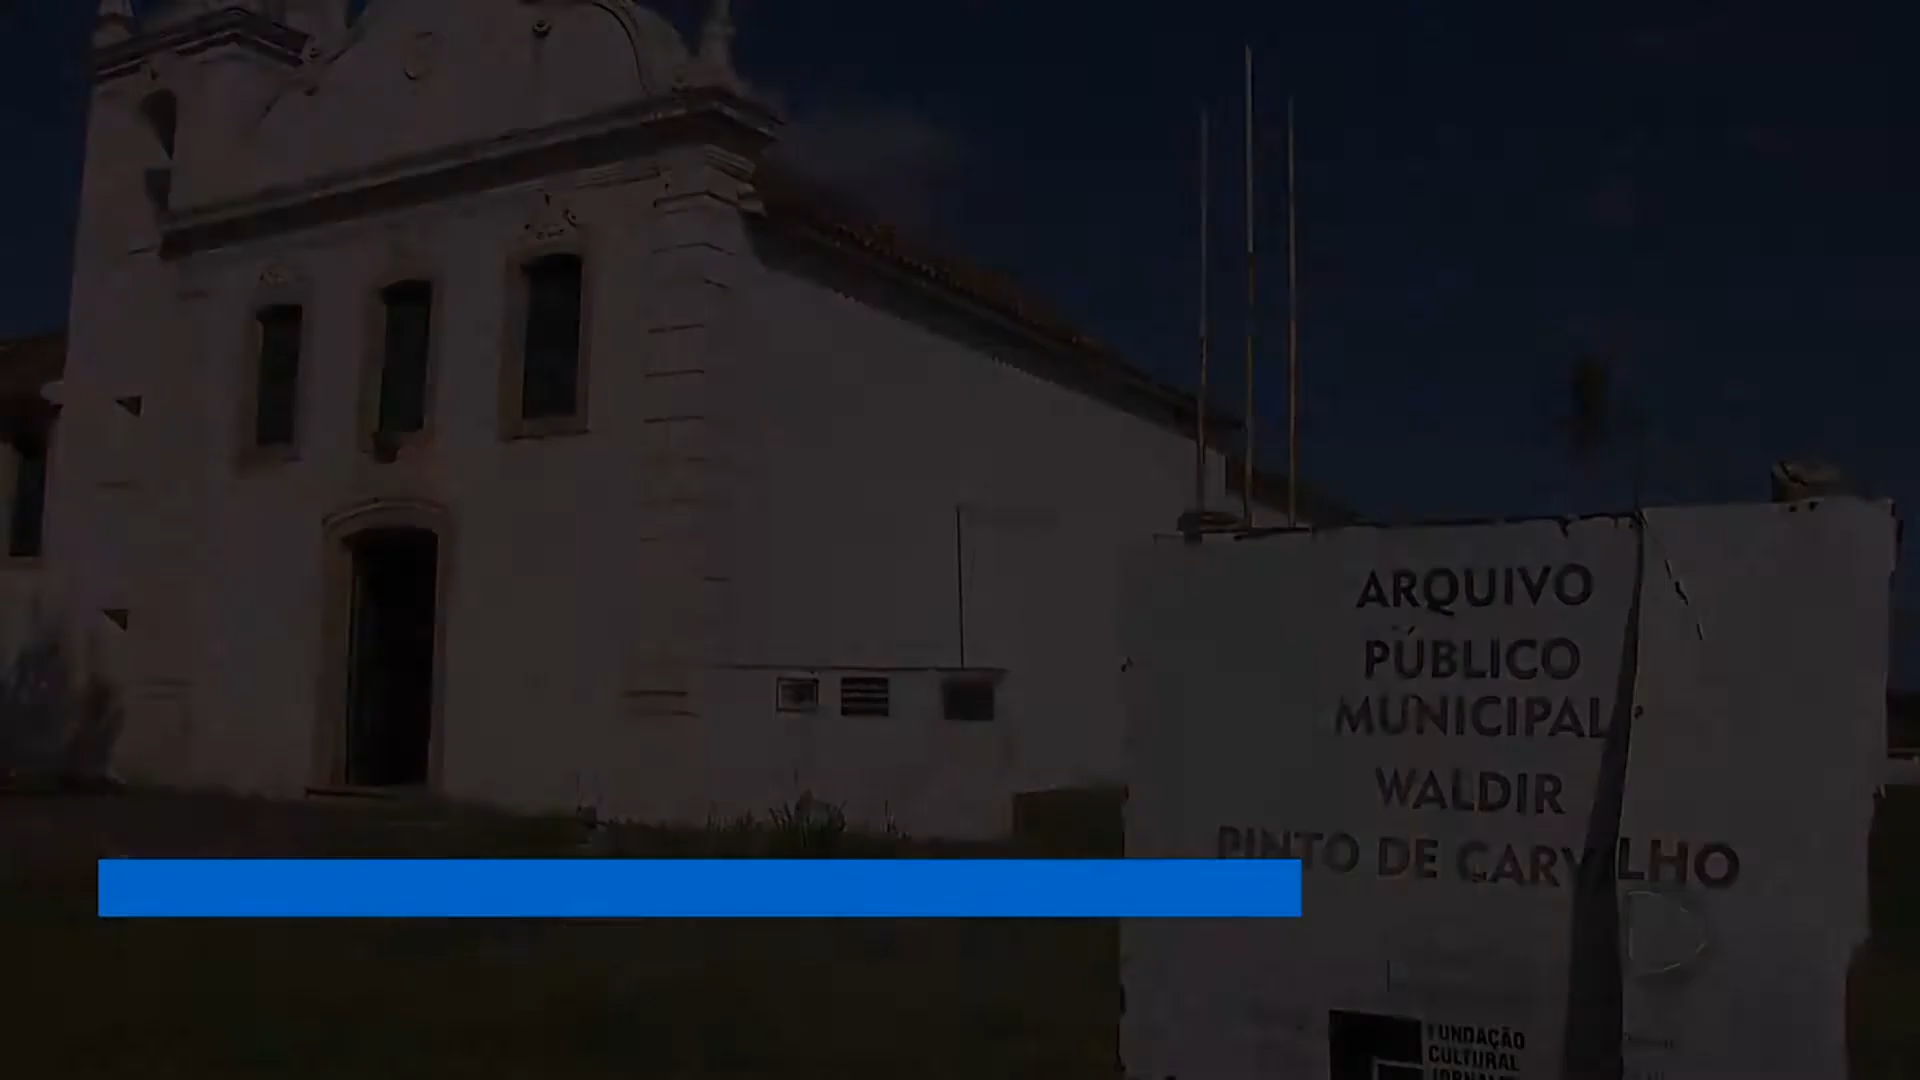 ARQUIVO
PÚBLICO
MUNICIPAL
WALDIR
PINTO DE CARVALHO
FUNDAÇÃO
CULTURAL